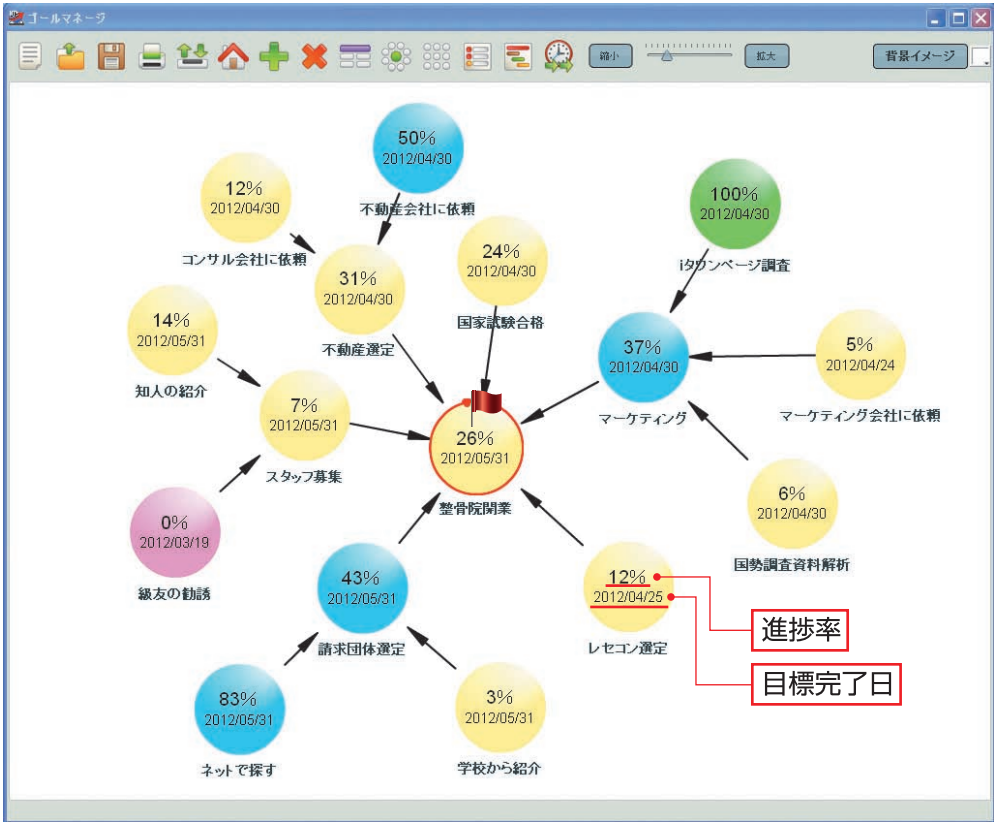 ゴールマネージ
縮小
拡大
背景イメージ
50%
2012/04/30
不動産会社に依頼
12%
2012/04/30
コンサル会社に依頼
100%
2012/04/30
iタウンページ調査
24%
2012/04/30
国家試験合格
31%
2012/04/30
不動産選定
14%
2012/05/31
知人の紹介
37%
2012/04/30
マーケティング
5%
2012/04/24
マーケティング会社に依頼
7%
2012/05/31
スタッフ募集
26%
2012/05/31
整骨院開業
6%
2012/04/30
国勢調査資料解析
0%
2012/03/19
級友の勧誘
43%
2012/05/31
請求団体選定
12%
2012/04/25
レセコン選定
進捗率
目標完了日
83%
2012/05/31
ネットで探す
3%
2012/05/31
学校から紹介